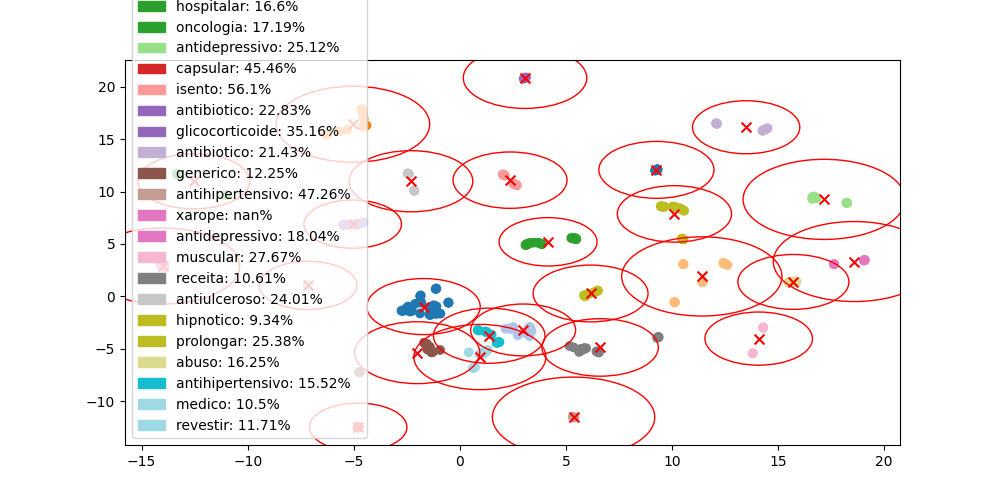 hospitalar: 16.6%
oncologia: 17.19%
antidepressivo: 25.12%
capsular: 45.46%
isento: 56.1%
antibiotico: 22.83%
glicocorticoide: 35.16%
antibiotico: 21.43%
generico: 12.25%
antihipertensivo: 47.26%
xarope: nan%
antidepressivo: 18.04%
muscular: 27.67%
receita: 10.61%
antiulceroso: 24.01%
hipnotico: 9.34%
prolongar: 25.38%
abuso: 16.25%
antihipertensivo: 15.52%
medico: 10.5%
revestir: 11.71%
20
15
10
5
0
−5
−10
−15 −10 −5 0 5 10 15 20